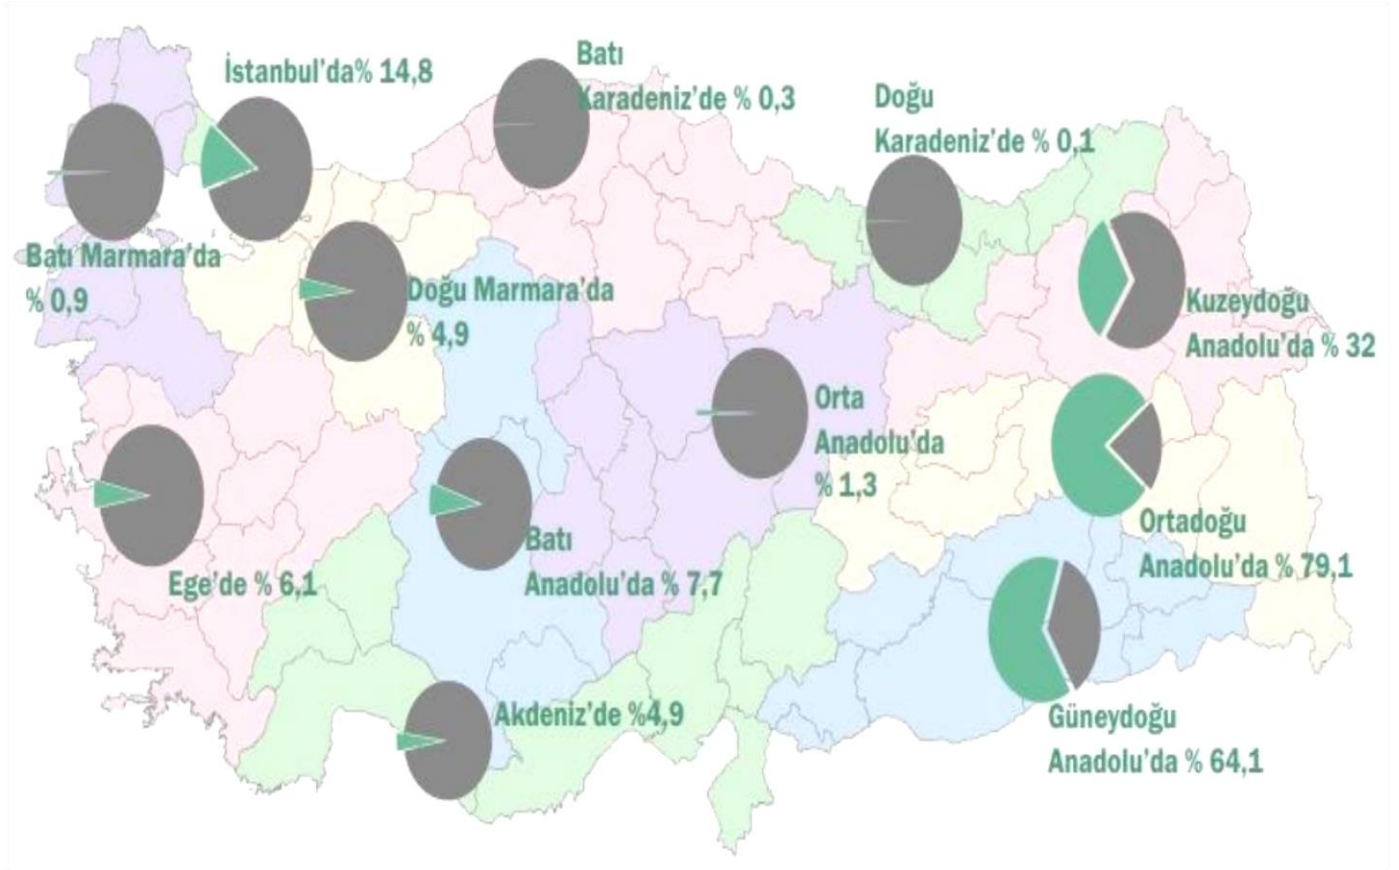 İstanbul'da% 14,8
Batı
Karadeniz'de % 0,3
Doğu
Karadeniz'de % 0,1
Batı Marmara'da
% 0,9
Doğu Marmara'da
% 4,9
Kuzeydoğu
Anadolu'da % 32
Orta
Anadolu'da
% 1,3
Ortadoğu
Anadolu'da % 79,1
Ege'de % 6,1
Batı
Anadolu'da % 7,7
Akdeniz'de %4,9
Güneydoğu
Anadolu'da % 64,1